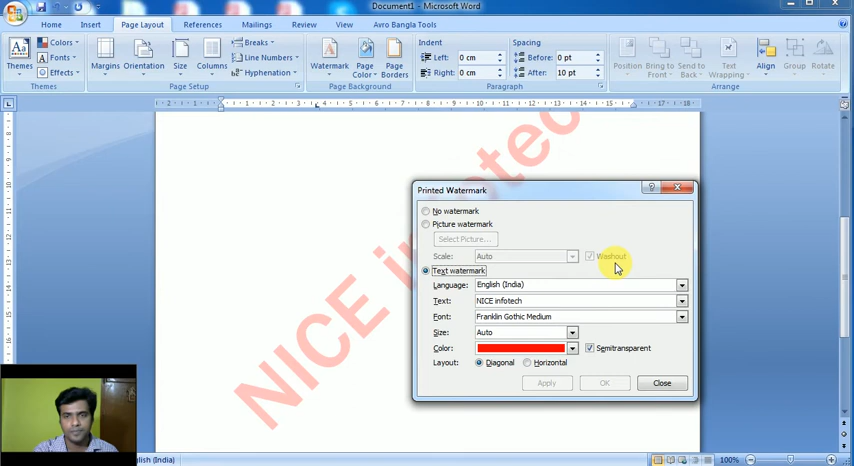 Document1 - Microsoft Word
Home Insert Page Layout References Mailings Review View Avro Bangla Tools
Themes
Colors
Fonts
Effects
Themes
Margins Orientation Size Columns
Breaks
Line Numbers
Hyphenation
Page Setup
Watermark Page Color Page Borders
Page Background
Indent
Left: 0 cm
Right: 0 cm
Spacing
Before: 0 pt
After: 10 pt
Paragraph
Position Bring to Front Send to Back Text Wrapping Align Group Rotate
Arrange
NICE infotech
Printed Watermark
No watermark
Picture watermark
Select Picture...
Scale: Auto Washout
Text watermark
Language: English (India)
Text: NICE infotech
Font: Franklin Gothic Medium
Size: Auto
Color: Semitransparent
Layout: Diagonal Horizontal
Apply OK Close
glish (India) 100%